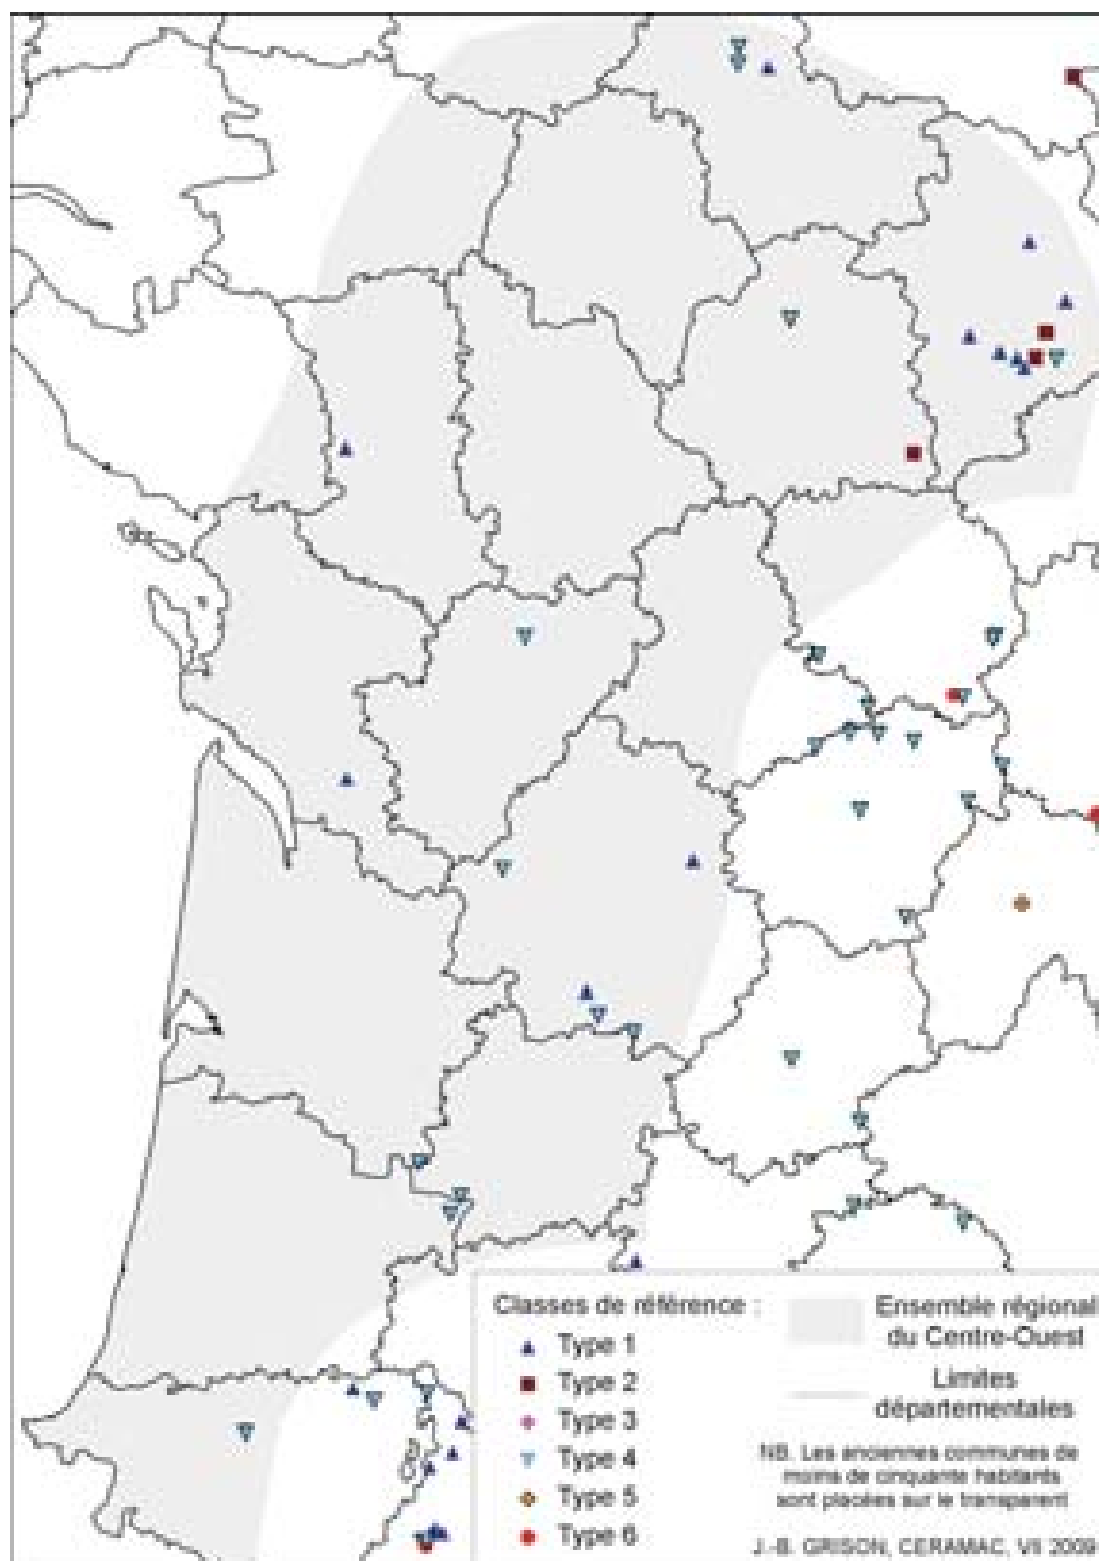 Classes de référence :
Type 1
Type 2
Type 3
Type 4
Type 5
Type 6
Ensemble régional
du Centre-Ouest
Limites
départementales
NB. Les anciennes communes de
moins de cinquante habitants
sont placées sur le transparent
J.-B. GRISON, CERAMAC, VII 2009